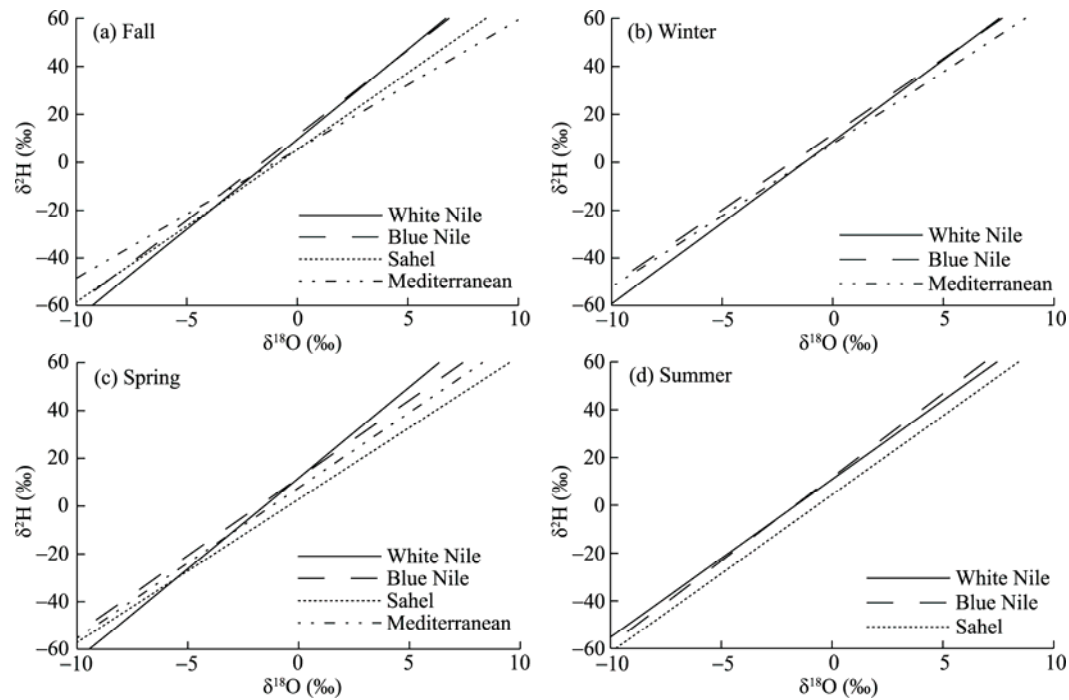 (a) Fall
60
40
20
0
−20
−40
−60
δ²H (‰)
White Nile
Blue Nile
Sahel
Mediterranean
−10 −5 0 5 10
δ¹⁸O (‰)
(b) Winter
60
40
20
0
−20
−40
−60
δ²H (‰)
White Nile
Blue Nile
Mediterranean
−10 −5 0 5 10
δ¹⁸O (‰)
(c) Spring
60
40
20
0
−20
−40
−60
δ²H (‰)
White Nile
Blue Nile
Sahel
Mediterranean
−10 −5 0 5 10
δ¹⁸O (‰)
(d) Summer
60
40
20
0
−20
−40
−60
δ²H (‰)
White Nile
Blue Nile
Sahel
−10 −5 0 5 10
δ¹⁸O (‰)